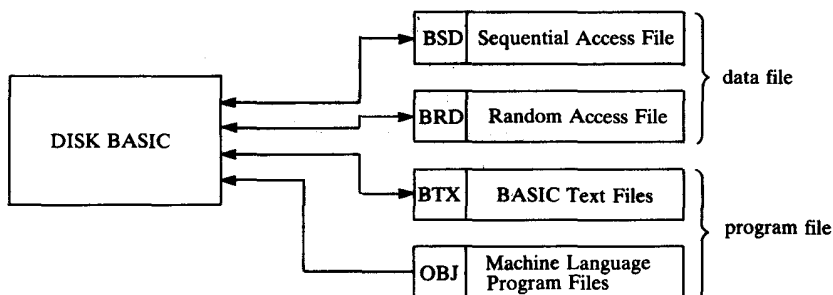 BSD Sequential Access File
data file
DISK BASIC
BRD Random Access File
BTX BASIC Text Files
program file
OBJ Machine Language
Program Files